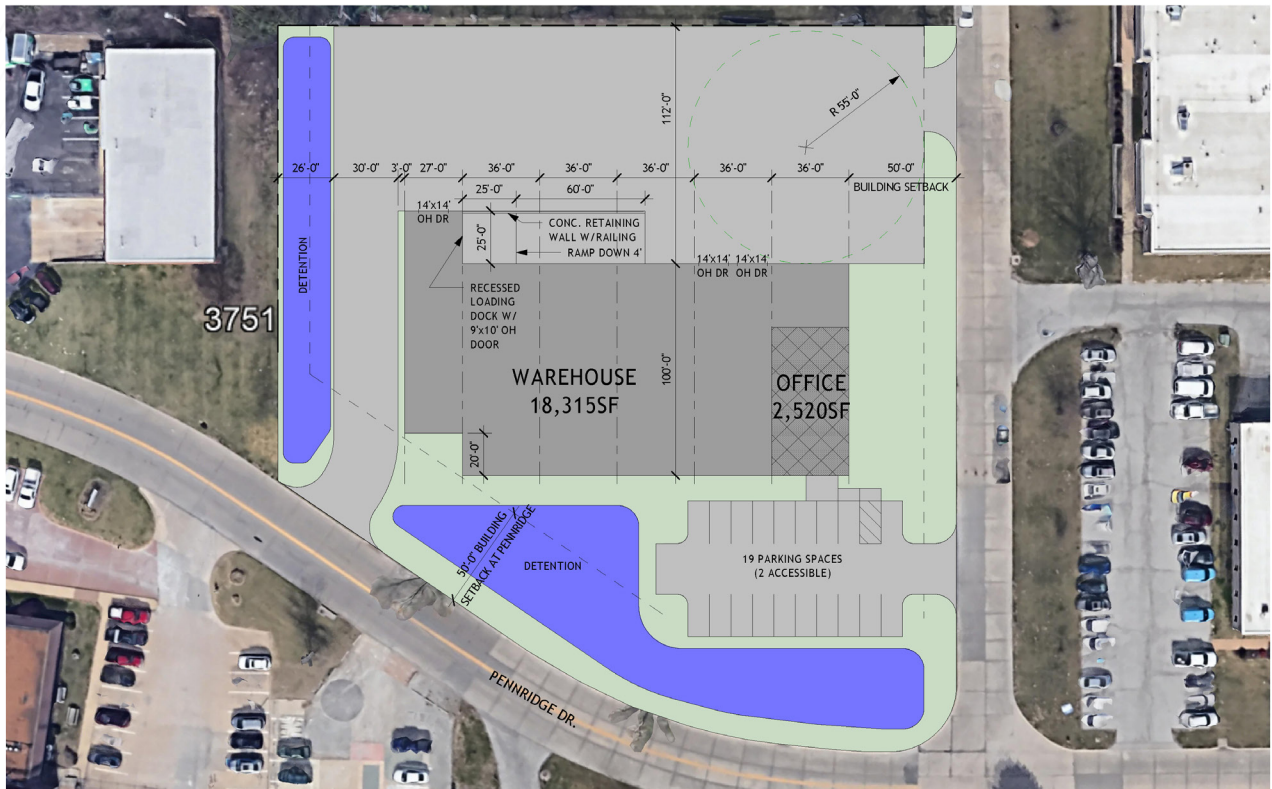 R 55'-0"
112'-0"
26'-0"
30'-0"
3'-0"
27'-0"
36'-0"
36'-0"
36'-0"
36'-0"
36'-0"
50'-0"
BUILDING SETBACK
25'-0"
60'-0"
14'x14'
OH DR
CONC. RETAINING
WALL W/RAILING
RAMP DOWN 4'
25'-0"
14'x14'
OH DR
14'x14'
OH DR
DETENTION
RECESSED
LOADING
DOCK W/
9'x10' OH
DOOR
3751
WAREHOUSE
18,315SF
100'-0"
OFFICE
2,520SF
20'-0"
50'-0" BUILDING
SETBACK AT PENNRIDGE
DETENTION
19 PARKING SPACES
(2 ACCESSIBLE)
PENNRIDGE DR.